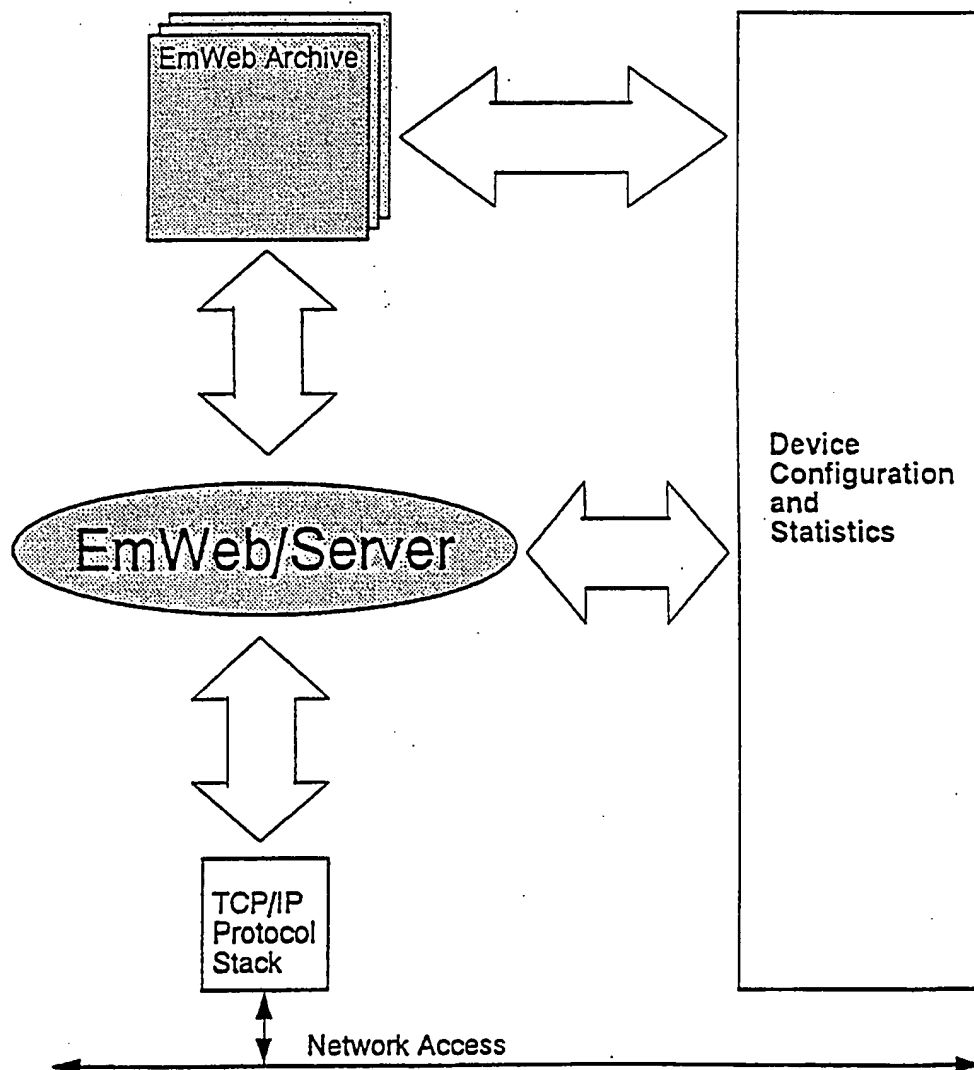 EmWeb Archive
Device
Configuration
and
Statistics
EmWeb/Server
TCP/IP
Protocol
Stack
Network Access